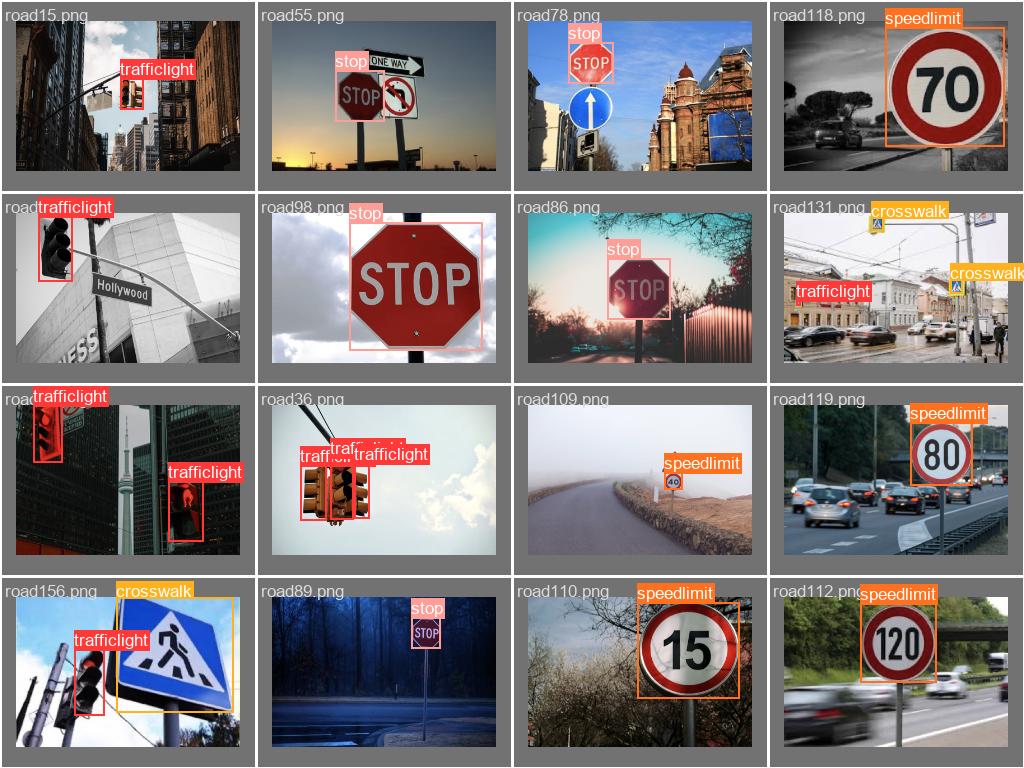 road15.png
trafficlight
road55.png
stop
ONE WAY
STOP
road78.png
stop
STOP
road118.png
speedlimit
70
road
trafficlight
Hollywood
NESS
road98.png
stop
STOP
road86.png
stop
STOP
road131.png
crosswalk
crosswalk
trafficlight
road
trafficlight
trafficlight
road36.png
trafficlight
road109.png
speedlimit
40
road119.png
speedlimit
80
road156.png
crosswalk
trafficlight
road89.png
stop
STOP
road110.png
speedlimit
15
road112.png
speedlimit
120